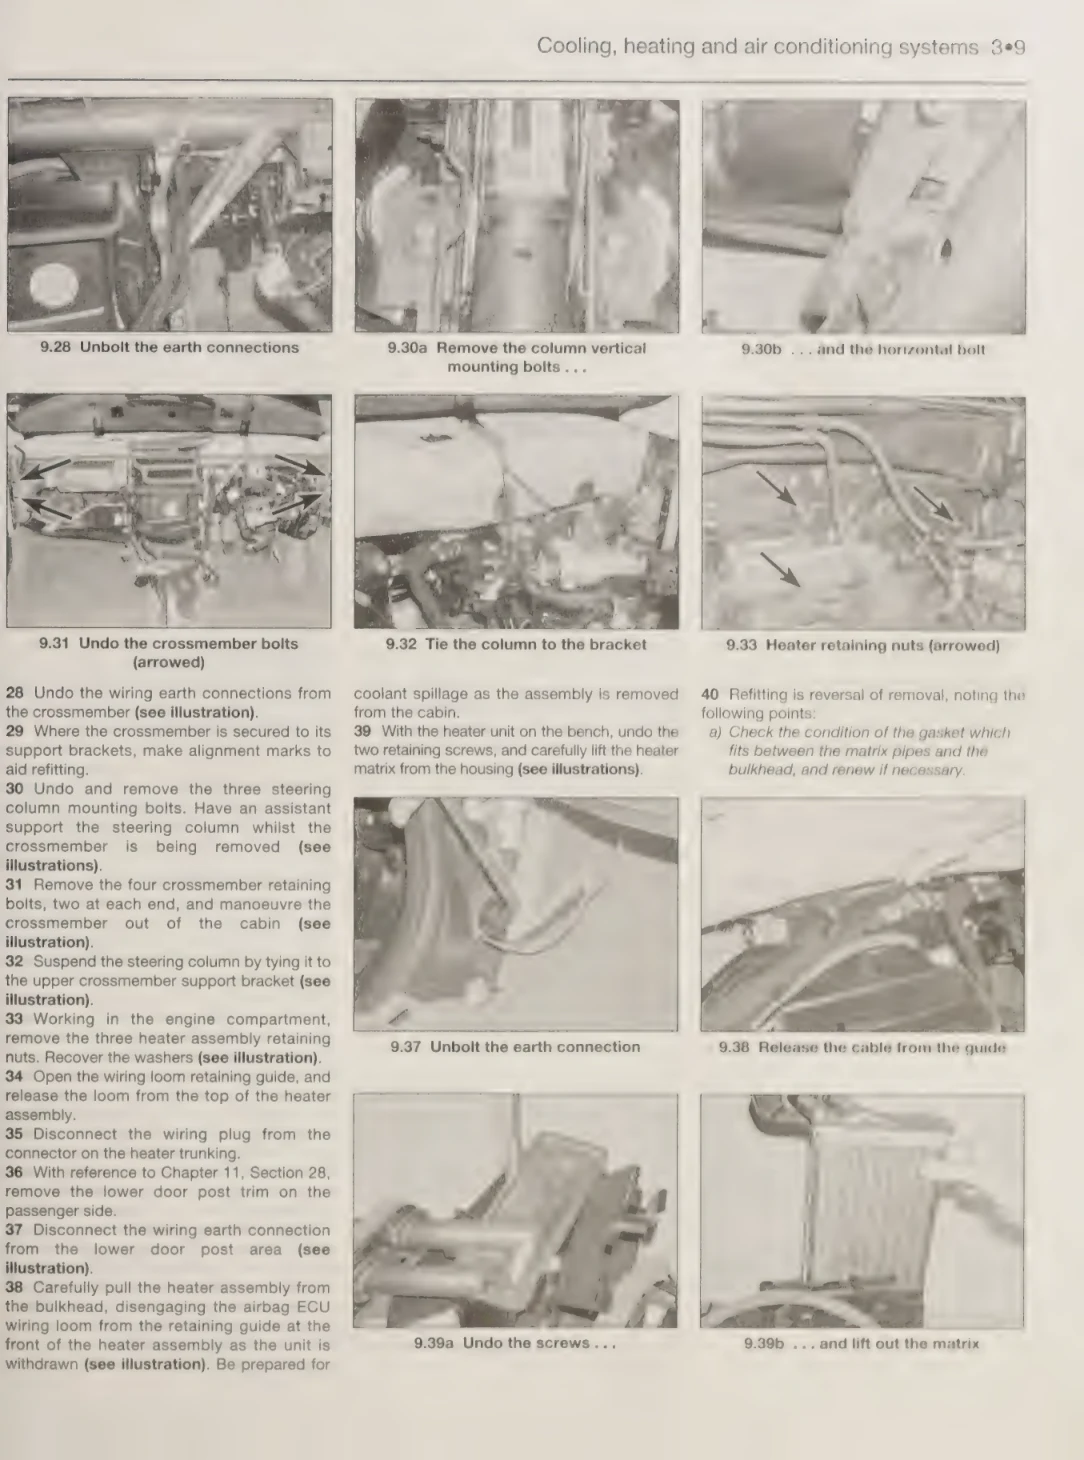 Cooling, heating and air conditioning systems 3•9
9.28 Unbolt the earth connections
9.30a Remove the column vertical
mounting bolts . . .
9.30b . . . and the horizontal bolt
9.31 Undo the crossmember bolts
(arrowed)
9.32 Tie the column to the bracket
9.33 Heater retaining nuts (arrowed)
28 Undo the wiring earth connections from
the crossmember (see illustration).
29 Where the crossmember is secured to its
support brackets, make alignment marks to
aid refitting.
30 Undo and remove the three steering
column mounting bolts. Have an assistant
support the steering column whilst the
crossmember is being removed (see
illustrations).
31 Remove the four crossmember retaining
bolts, two at each end, and manoeuvre the
crossmember out of the cabin (see
illustration).
32 Suspend the steering column by tying it to
the upper crossmember support bracket (see
illustration).
33 Working in the engine compartment,
remove the three heater assembly retaining
nuts. Recover the washers (see illustration).
34 Open the wiring loom retaining guide, and
release the loom from the top of the heater
assembly.
35 Disconnect the wiring plug from the
connector on the heater trunking.
36 With reference to Chapter 11, Section 28,
remove the lower door post trim on the
passenger side.
37 Disconnect the wiring earth connection
from the lower door post area (see
illustration).
38 Carefully pull the heater assembly from
the bulkhead, disengaging the airbag ECU
wiring loom from the retaining guide at the
front of the heater assembly as the unit is
withdrawn (see illustration). Be prepared for
coolant spillage as the assembly is removed
from the cabin.
39 With the heater unit on the bench, undo the
two retaining screws, and carefully lift the heater
matrix from the housing (see illustrations).
40 Refitting is reversal of removal, noting the
following points:
a) Check the condition of the gasket which
fits between the matrix pipes and the
bulkhead, and renew if necessary.
9.37 Unbolt the earth connection
9.38 Release the cable from the guide
9.39a Undo the screws . . .
9.39b . . . and lift out the matrix